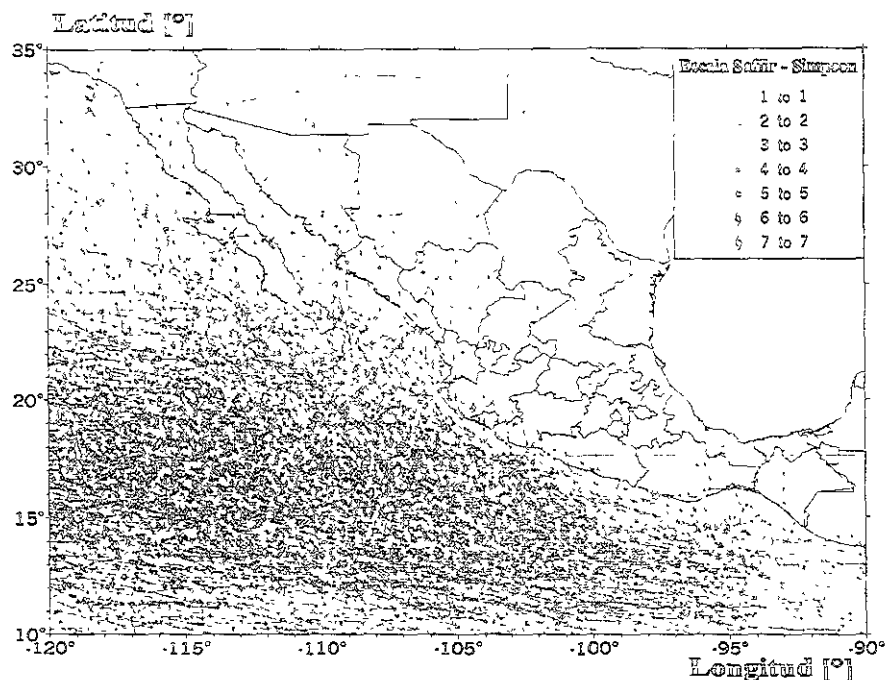 Latitud [°]
35°
30°
25°
20°
15°
10°
Escala Saffir - Simpson
1 to 1
2 to 2
3 to 3
4 to 4
5 to 5
6 to 6
7 to 7
-120° -115° -110° -105° -100° -95° -90°
Longitud [°]